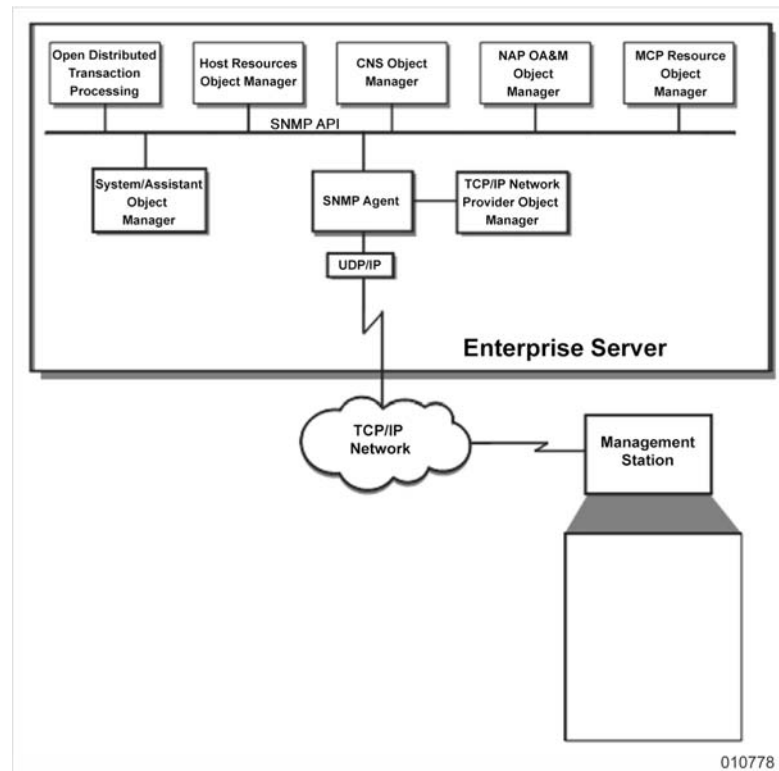 Open Distributed
Transaction
Processing
Host Resources
Object Manager
CNS Object
Manager
NAP OA&M
Object
Manager
MCP Resource
Object
Manager
SNMP API
System/Assistant
Object
Manager
SNMP Agent
TCP/IP Network
Provider Object
Manager
UDP/IP
Enterprise Server
TCP/IP
Network
Management
Station
010778